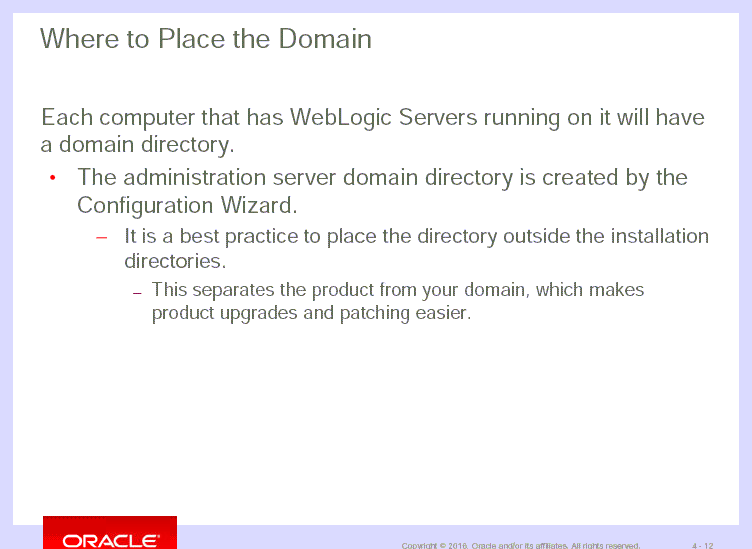 Where to Place the Domain
Each computer that has WebLogic Servers running on it will have
a domain directory.
• The administration server domain directory is created by the
Configuration Wizard.
– It is a best practice to place the directory outside the installation
directories.
– This separates the product from your domain, which makes
product upgrades and patching easier.
ORACLE®
Copyright © 2016, Oracle and/or its affiliates. All rights reserved.
4 - 12